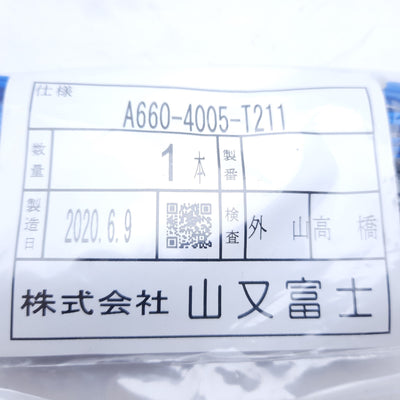 仕様
A660-4005-T211
数量 1本 製番
製造日 2020.6.9 検査 外山 高橋
株式会社 山又富士